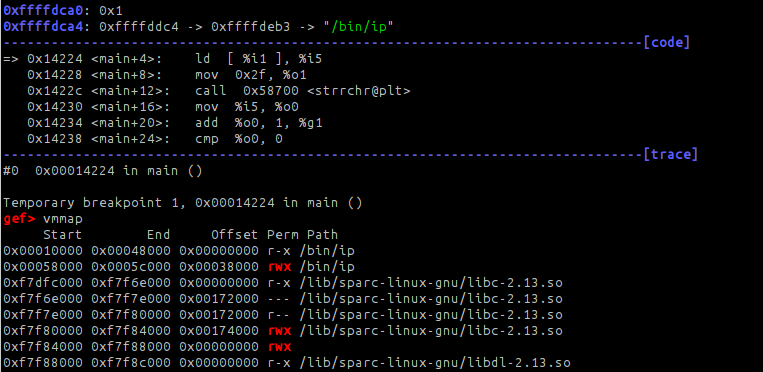 0xffffdca0: 0x1
0xffffdca4: 0xffffddc4 -> 0xffffdeb3 -> "/bin/ip"
--------------------------------------------------------------------------------[code]
=> 0x14224 <main+4>:    ld  [ %i1 ], %i5
   0x14228 <main+8>:    mov  0x2f, %o1
   0x1422c <main+12>:   call  0x58700 <strrchr@plt>
   0x14230 <main+16>:   mov  %i5, %o0
   0x14234 <main+20>:   add  %o0, 1, %g1
   0x14238 <main+24>:   cmp  %o0, 0
--------------------------------------------------------------------------------[trace]
#0  0x00014224 in main ()
Temporary breakpoint 1, 0x00014224 in main ()
gef> vmmap
     Start        End     Offset Perm Path
0x00010000 0x00048000 0x00000000 r-x /bin/ip
0x00058000 0x0005c000 0x00038000 rwx /bin/ip
0xf7dfc000 0xf7f6e000 0x00000000 r-x /lib/sparc-linux-gnu/libc-2.13.so
0xf7f6e000 0xf7f7e000 0x00172000 --- /lib/sparc-linux-gnu/libc-2.13.so
0xf7f7e000 0xf7f80000 0x00172000 r-- /lib/sparc-linux-gnu/libc-2.13.so
0xf7f80000 0xf7f84000 0x00174000 rwx /lib/sparc-linux-gnu/libc-2.13.so
0xf7f84000 0xf7f88000 0x00000000 rwx
0xf7f88000 0xf7f8c000 0x00000000 r-x /lib/sparc-linux-gnu/libdl-2.13.so